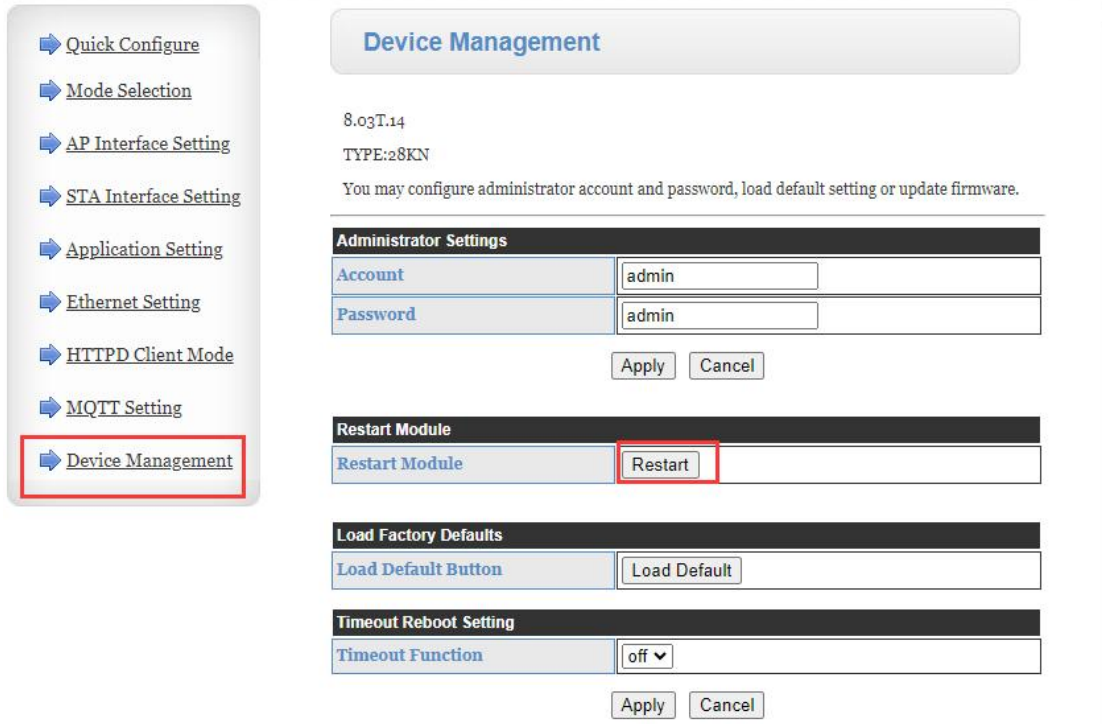 Quick Configure
Mode Selection
AP Interface Setting
STA Interface Setting
Application Setting
Ethernet Setting
HTTPD Client Mode
MQTT Setting
Device Management
Device Management
8.03T.14
TYPE:28KN
You may configure administrator account and password, load default setting or update firmware.
Administrator Settings
Account admin
Password admin
Apply Cancel
Restart Module
Restart Module Restart
Load Factory Defaults
Load Default Button Load Default
Timeout Reboot Setting
Timeout Function off
Apply Cancel